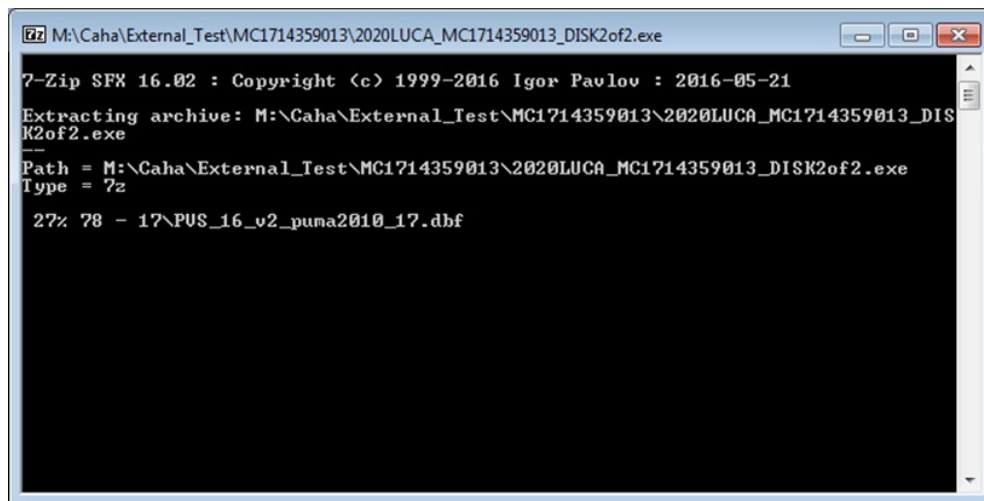 7z M:\Caha\External_Test\MC1714359013\2020LUCA_MC1714359013_DISK2of2.exe
7-Zip SFX 16.02 : Copyright (c) 1999-2016 Igor Pavlov : 2016-05-21
Extracting archive: M:\Caha\External_Test\MC1714359013\2020LUCA_MC1714359013_DIS
K2of2.exe
--
Path = M:\Caha\External_Test\MC1714359013\2020LUCA_MC1714359013_DISK2of2.exe
Type = 7z
27% 78 - 17\PVS_16_v2_puma2010_17.dbf